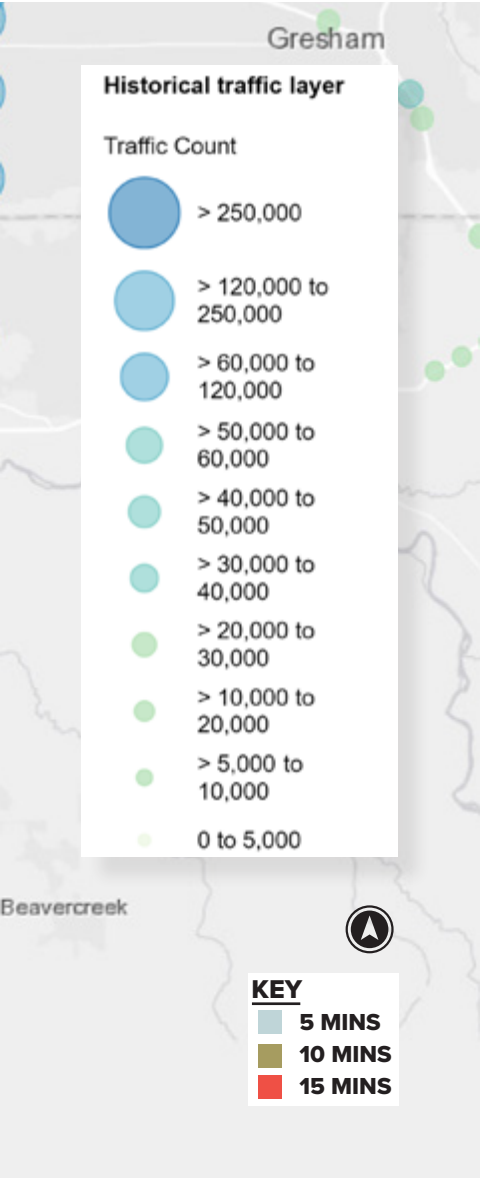 Gresham
Historical traffic layer
Traffic Count
> 250,000
> 120,000 to
250,000
> 60,000 to
120,000
> 50,000 to
60,000
> 40,000 to
50,000
> 30,000 to
40,000
> 20,000 to
30,000
> 10,000 to
20,000
> 5,000 to
10,000
0 to 5,000
Beavercreek
KEY
5 MINS
10 MINS
15 MINS